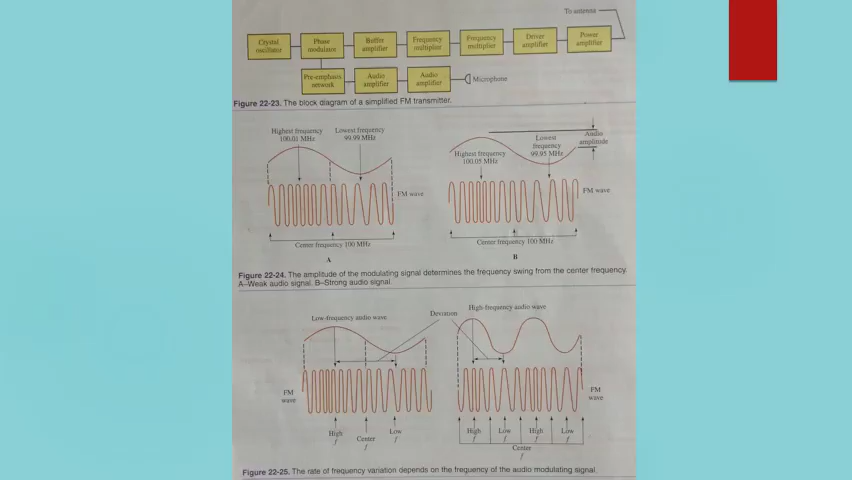 To antenna
Crystal oscillator
Phase modulator
Buffer amplifier
Frequency multiplier
Frequency multiplier
Driver amplifier
Power amplifier
Pre-emphasis network
Audio amplifier
Audio amplifier
Microphone
Figure 22-23. The block diagram of a simplified FM transmitter.
Highest frequency
100.01 MHz
Lowest frequency
99.99 MHz
FM wave
Center frequency 100 MHz
A
Highest frequency
100.05 MHz
Lowest
frequency
99.95 MHz
Audio
amplitude
FM wave
Center frequency 100 MHz
B
Figure 22-24. The amplitude of the modulating signal determines the frequency swing from the center frequency.
A–Weak audio signal. B–Strong audio signal.
Low-frequency audio wave
Deviation
High-frequency audio wave
FM
wave
High
f
Center
f
Low
f
FM
wave
High
f
Low
f
High
f
Low
f
Center
f
Figure 22-25. The rate of frequency variation depends on the frequency of the audio modulating signal.